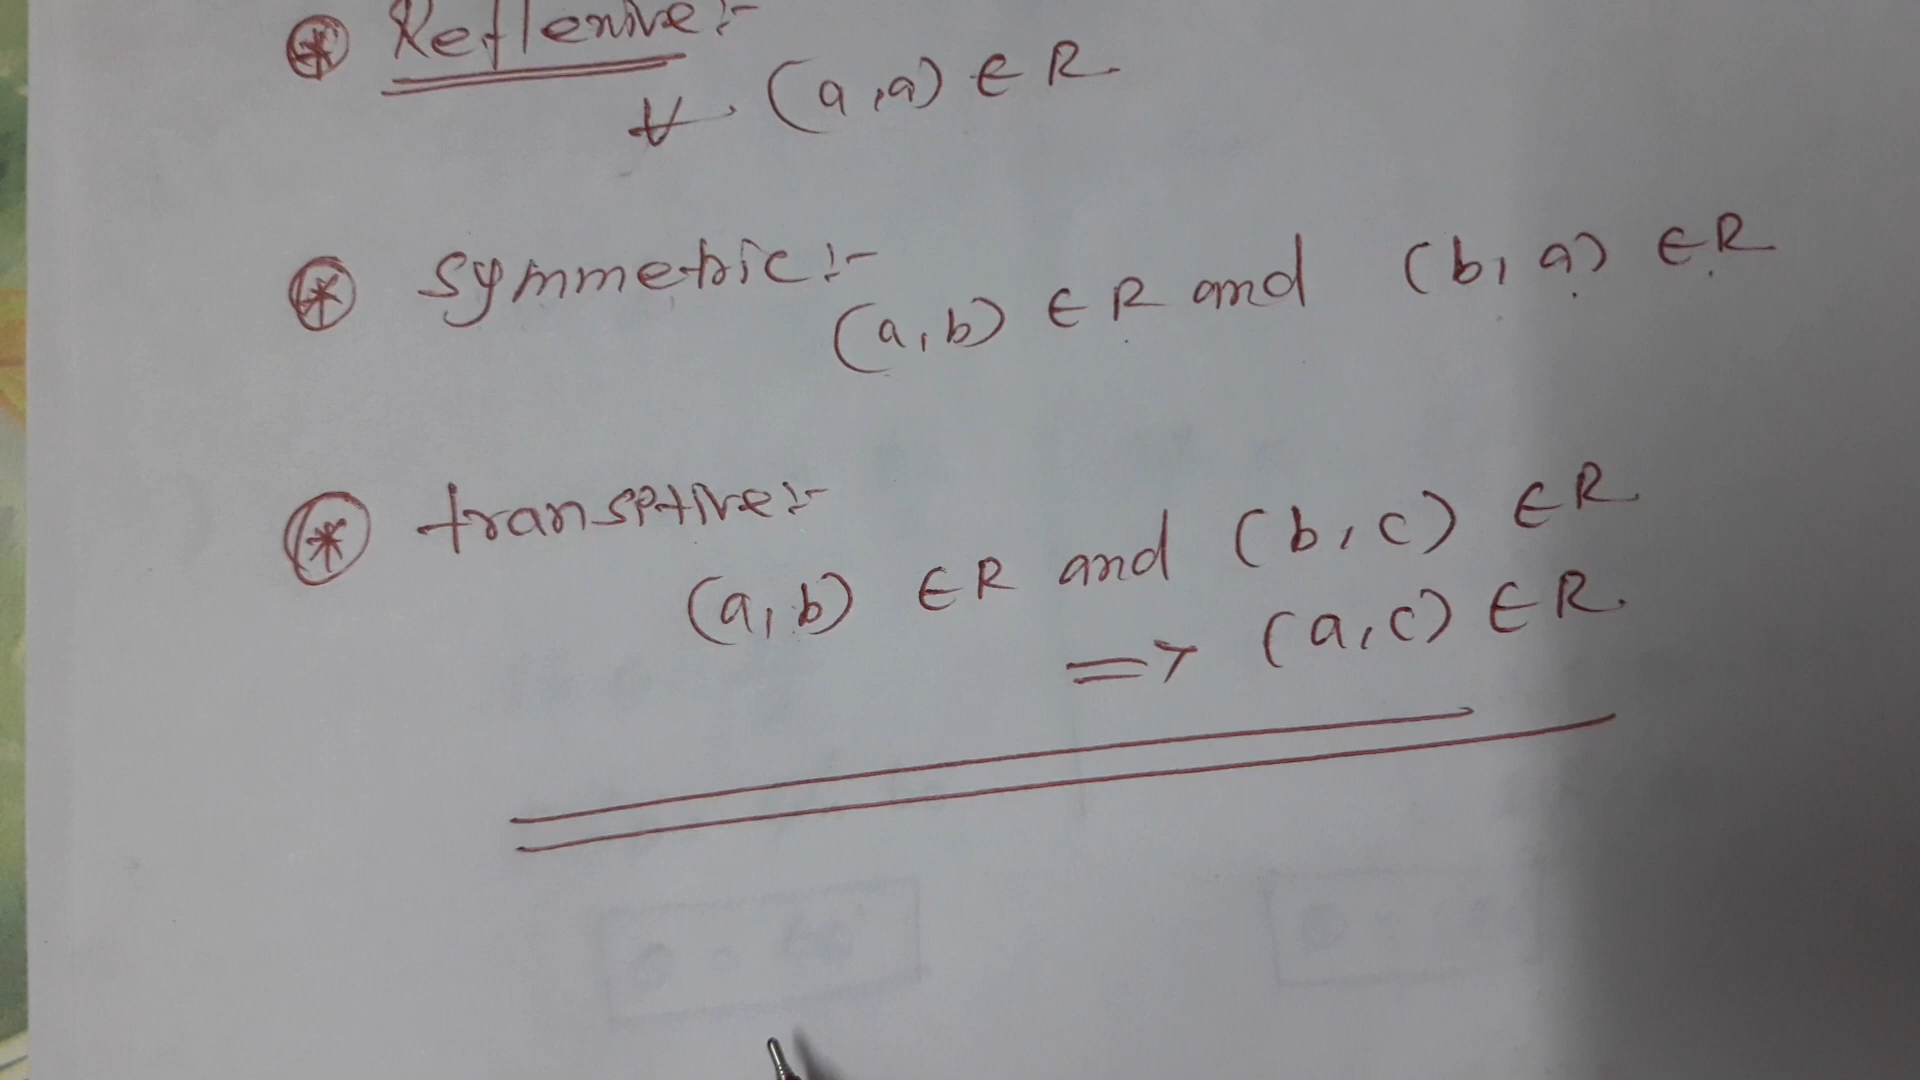 ⊛ Reflexive:-
∀ (a,a) ∈ R
⊛ Symmetric:-
(a,b) ∈ R and (b,a) ∈ R
⊛ transitive:-
(a,b) ∈ R and (b,c) ∈ R
=> (a,c) ∈ R.